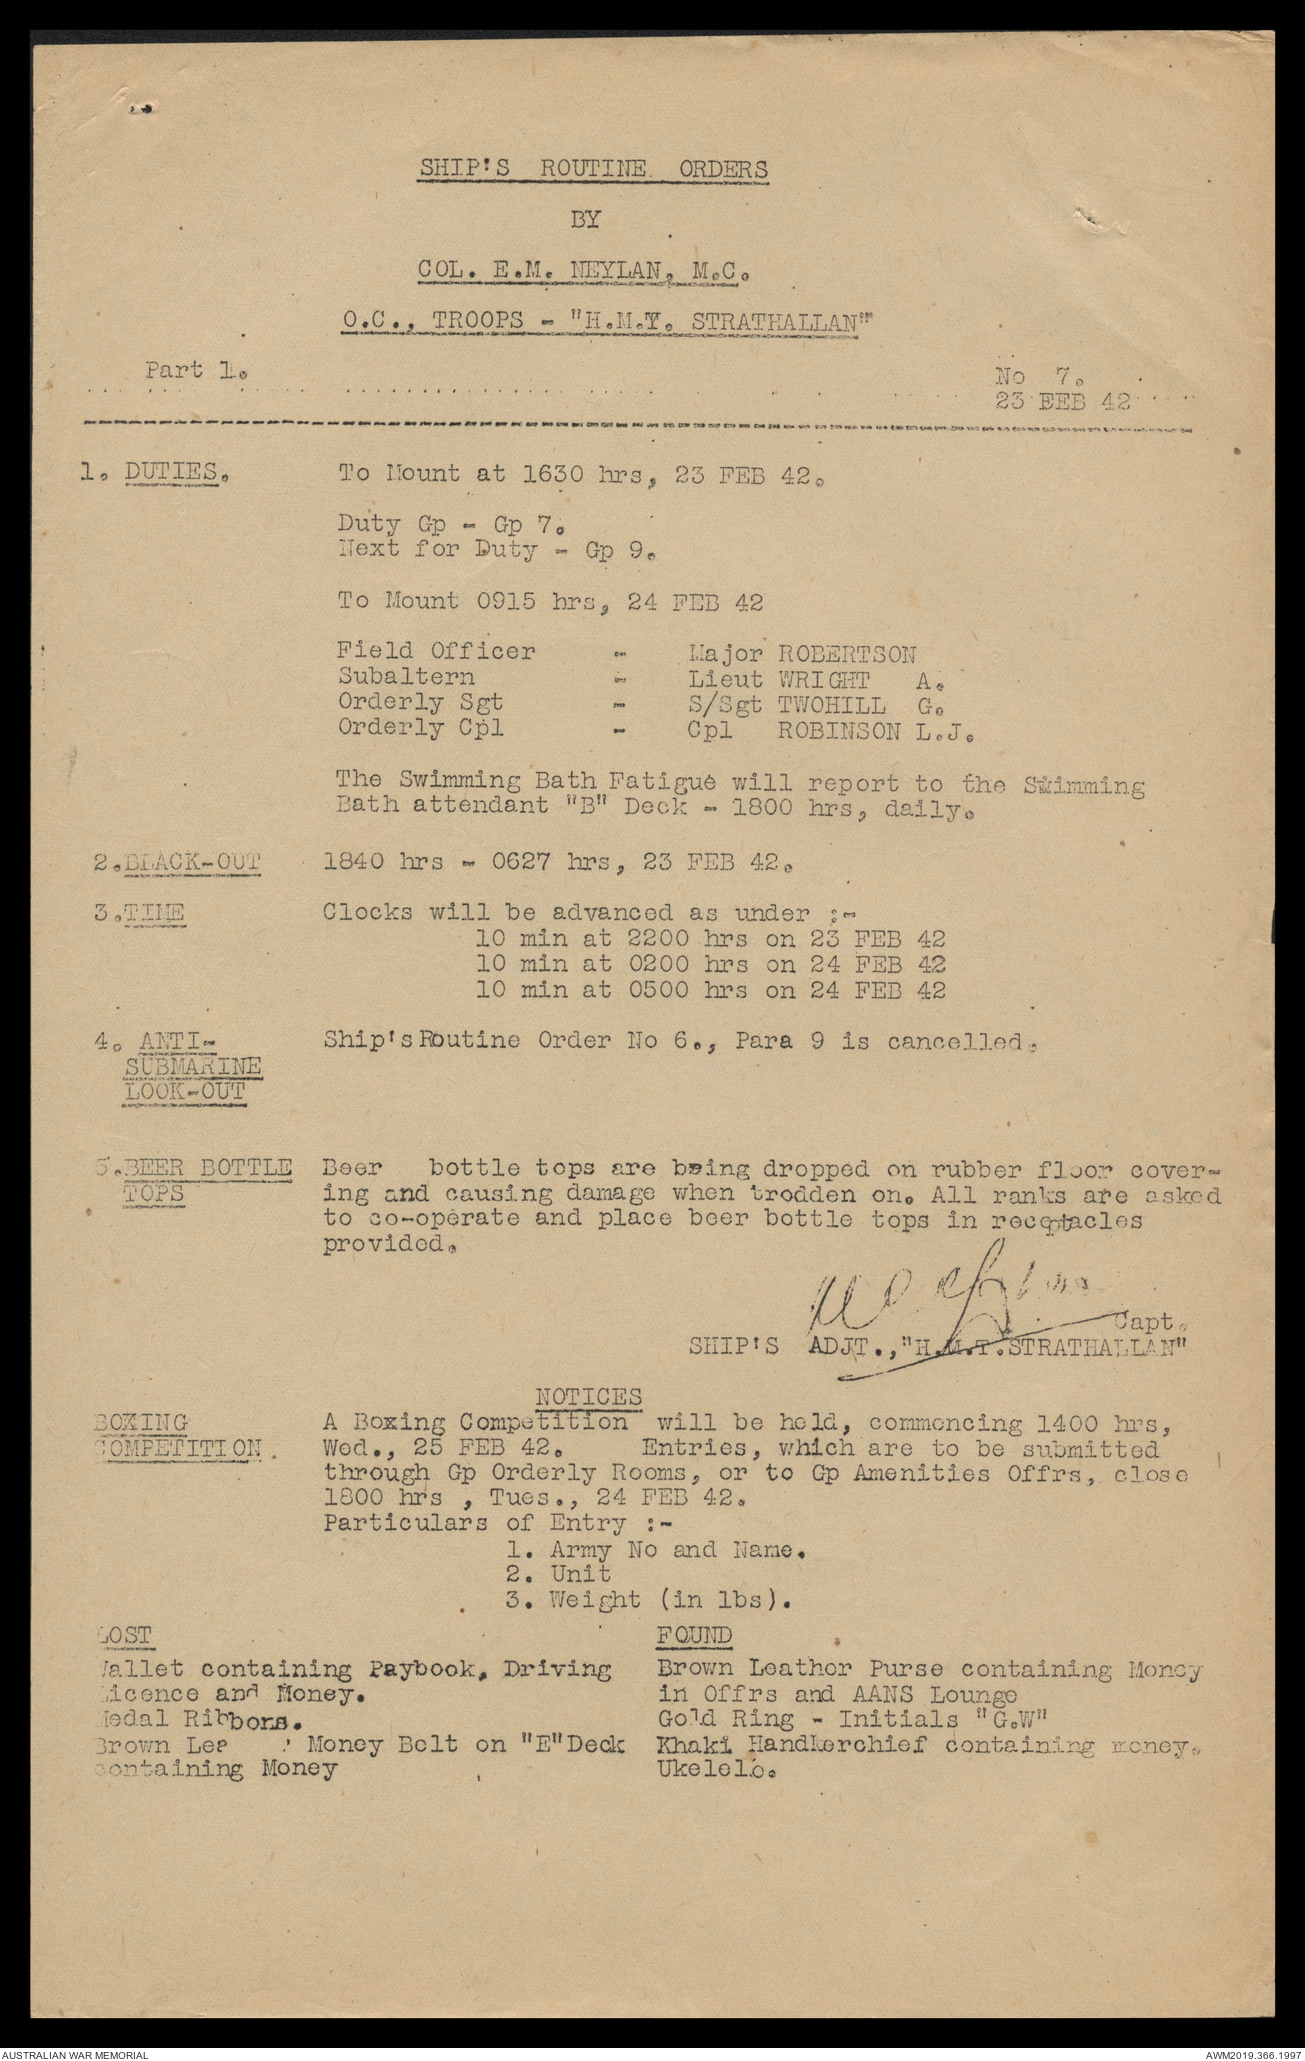 SHIP'S ROUTINE ORDERS
BY
COL. E.M. NEYLAN, M.C.
O.C., TROOPS - "H.M.T. STRATHALLAN"
Part 1.
No 7.
23 FEB 42
1. DUTIES. To Mount at 1630 hrs, 23 FEB 42.
Duty Gp - Gp 7.
Next for Duty - Gp 9.
To Mount 0915 hrs, 24 FEB 42
Field Officer - Major ROBERTSON
Subaltern - Lieut WRIGHT A.
Orderly Sgt - S/Sgt TWOHILL G.
Orderly Cpl - Cpl ROBINSON L.J.
The Swimming Bath Fatigue will report to the Swimming
Bath attendant "B" Deck - 1800 hrs, daily.
2.BLACK-OUT 1840 hrs - 0627 hrs, 23 FEB 42.
3.TIME Clocks will be advanced as under :-
10 min at 2200 hrs on 23 FEB 42
10 min at 0200 hrs on 24 FEB 42
10 min at 0500 hrs on 24 FEB 42
4. ANTI- Ship's Routine Order No 6., Para 9 is cancelled.
SUBMARINE
LOOK-OUT
5.BEER BOTTLE Beer bottle tops are being dropped on rubber floor cover-
TOPS ing and causing damage when trodden on. All ranks are asked
to co-operate and place beer bottle tops in receptacles
provided.
Capt.
SHIP'S ADJT.,"H.M.T.STRATHALLAN"
NOTICES
BOXING A Boxing Competition will be held, commencing 1400 hrs,
COMPETITION. Wed., 25 FEB 42. Entries, which are to be submitted
through Gp Orderly Rooms, or to Gp Amenities Offrs, close
1800 hrs , Tues., 24 FEB 42.
Particulars of Entry :-
1. Army No and Name.
2. Unit
3. Weight (in lbs).
LOST
Wallet containing Paybook, Driving
Licence and Money.
Medal Ribbons.
Brown Money Belt on "E"Deck
containing Money
FOUND
Brown Leather Purse containing Money
in Offrs and AANS Lounge
Gold Ring - Initials "G.W"
Khaki Handkerchief containing money.
Ukelele.
AUSTRALIAN WAR MEMORIAL
AWM2019.366.1997